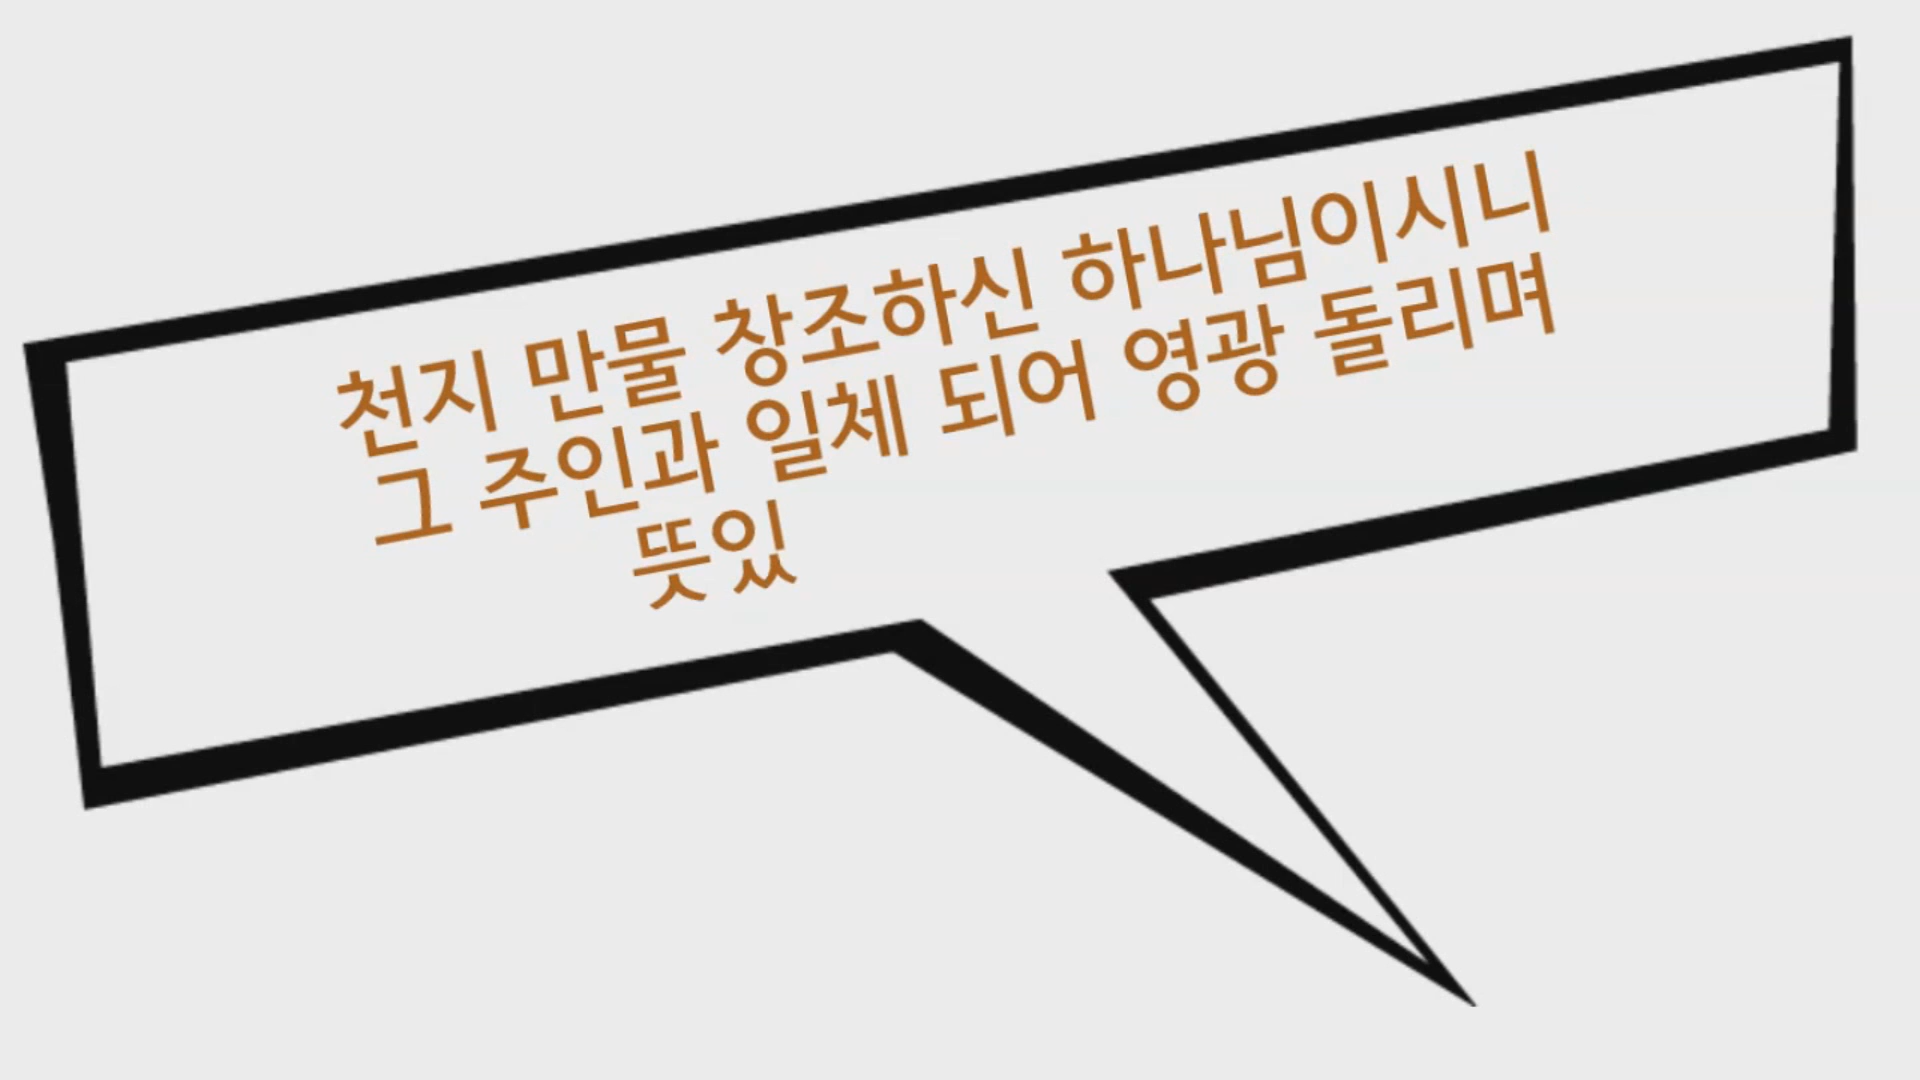 천지 만물 창조하신 하나님이시니
그 주인과 일체 되어 영광 돌리며
뜻있